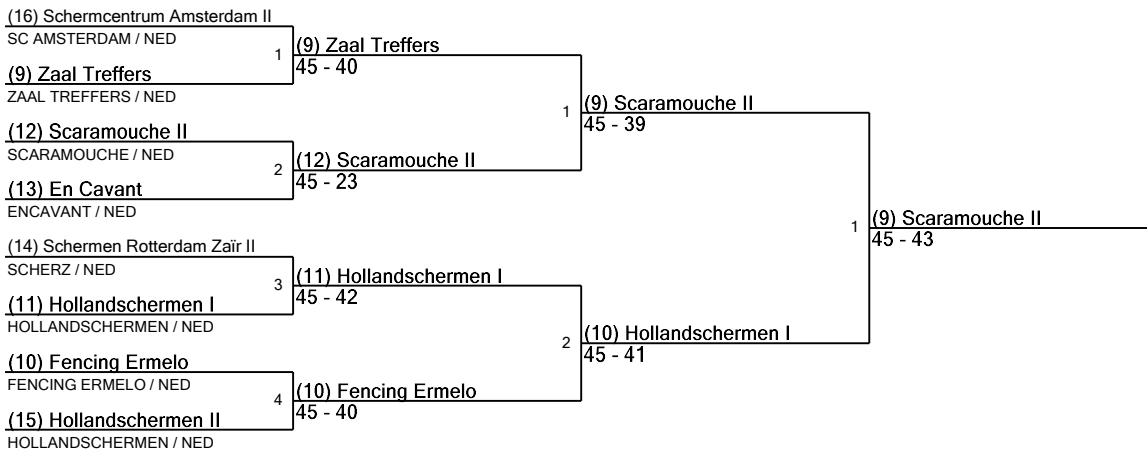 (16) Schermcentrum Amsterdam II
SC AMSTERDAM / NED
1
(9) Zaal Treffers
45 - 40
(9) Zaal Treffers
ZAAL TREFFERS / NED
1
(9) Scaramouche II
45 - 39
(12) Scaramouche II
SCARAMOUCHE / NED
2
(12) Scaramouche II
45 - 23
(13) En Cavant
ENCAVANT / NED
1
(9) Scaramouche II
45 - 43
(14) Schermen Rotterdam Zaïr II
SCHERZ / NED
3
(11) Hollandschermen I
45 - 42
(11) Hollandschermen I
HOLLANDSCHERMEN / NED
2
(10) Hollandschermen I
45 - 41
(10) Fencing Ermelo
FENCING ERMELO / NED
4
(10) Fencing Ermelo
45 - 40
(15) Hollandschermen II
HOLLANDSCHERMEN / NED